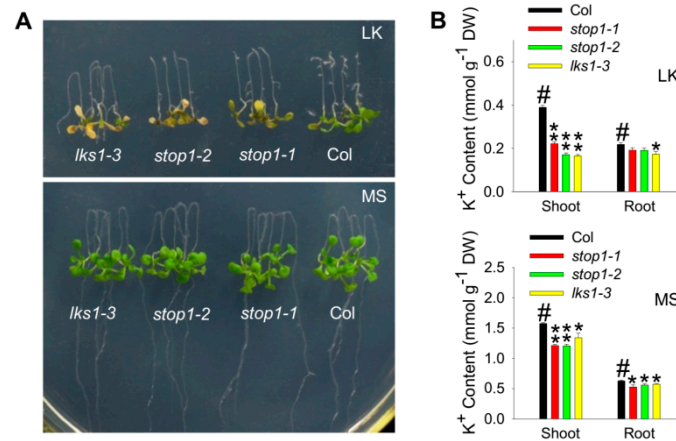 A
LK
lks1-3 stop1-2 stop1-1 Col
MS
lks1-3 stop1-2 stop1-1 Col
B
Col
stop1-1
stop1-2
lks1-3
LK
K⁺ Content (mmol g⁻¹ DW)
0.6
0.4
0.2
0.0
# ** ** ** # *
Shoot Root
Col
stop1-1
stop1-2
lks1-3
MS
K⁺ Content (mmol g⁻¹ DW)
2.5
2.0
1.5
1.0
0.5
0.0
# ** ** * # * * *
Shoot Root